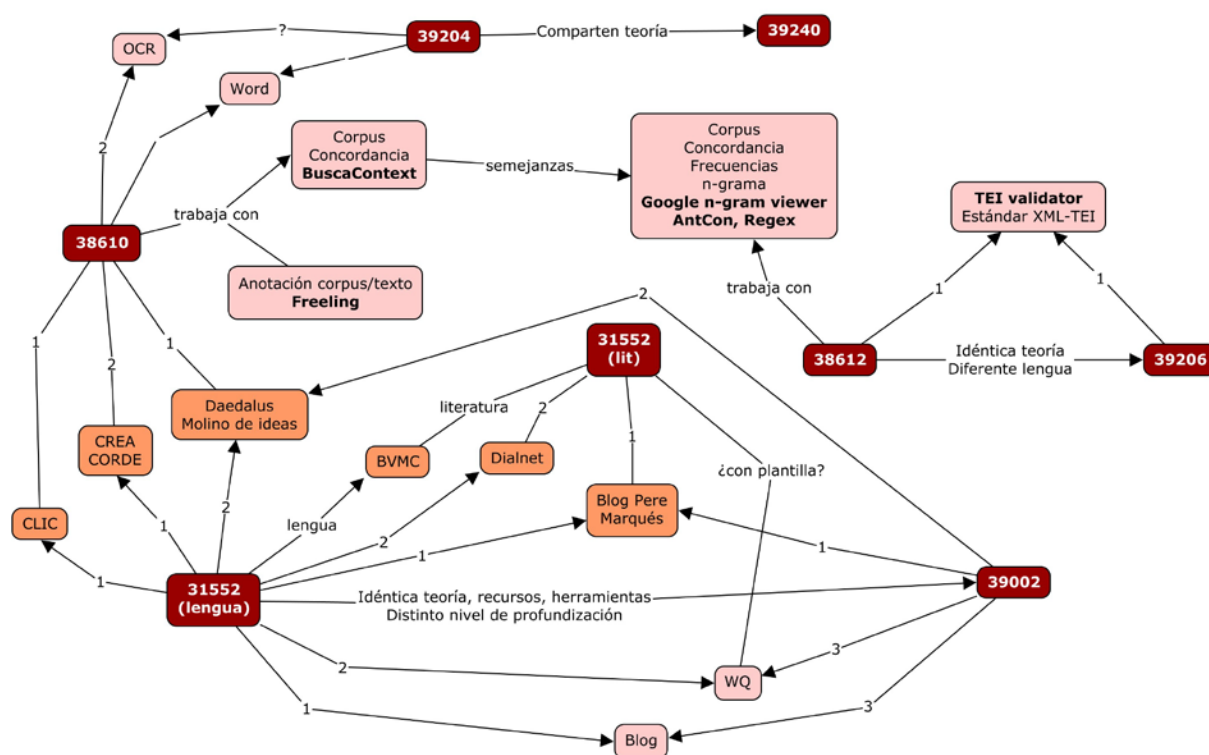 39204
Comparten teoría
39240
?
OCR
Word
-
2
-
Corpus
Concordancia
BuscaContext
semejanzas
Corpus
Concordancia
Frecuencias
n-grama
Google n-gram viewer
AntCon, Regex
TEI validator
Estándar XML-TEI
trabaja con
38610
Anotación corpus/texto
Freeling
trabaja con
1
1
2
31552
(lit)
38612
Idéntica teoría
Diferente lengua
39206
1
2
1
Daedalus
Molino de ideas
literatura
2
1
CREA
CORDE
BVMC
Dialnet
¿con plantilla?
CLIC
1
2
lengua
2
Blog Pere
Marqués
1
1
1
31552
(lengua)
Idéntica teoría, recursos, herramientas
Distinto nivel de profundización
39002
2
WQ
3
1
3
Blog